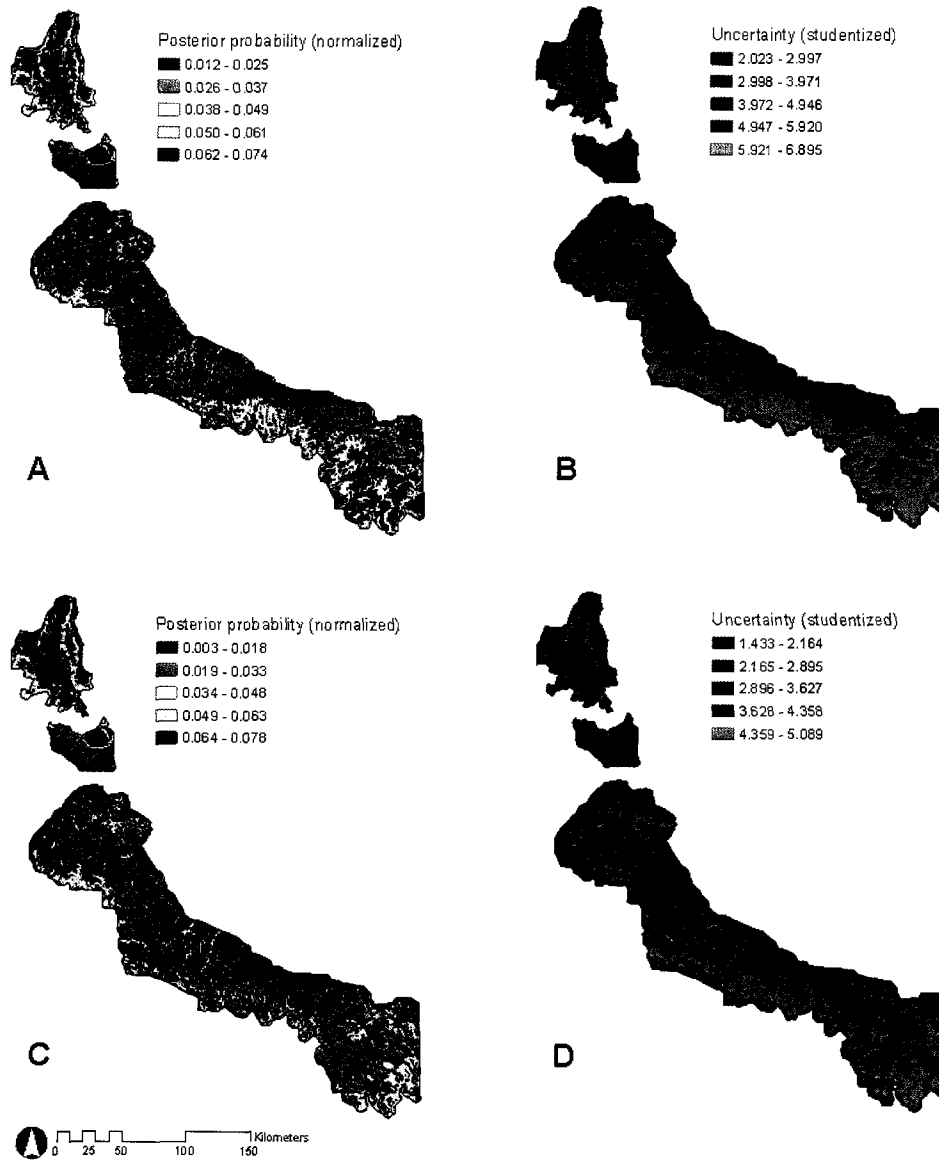 Posterior probability (normalized)
0.012 - 0.025
0.026 - 0.037
0.038 - 0.049
0.050 - 0.061
0.062 - 0.074
Uncertainty (studentized)
2.023 - 2.997
2.998 - 3.971
3.972 - 4.946
4.947 - 5.920
5.921 - 6.895
A
B
Posterior probability (normalized)
0.003 - 0.018
0.019 - 0.033
0.034 - 0.048
0.049 - 0.063
0.064 - 0.078
Uncertainty (studentized)
1.433 - 2.164
2.165 - 2.895
2.896 - 3.627
3.628 - 4.358
4.359 - 5.089
C
D
Kilometers
0 25 50 100 150